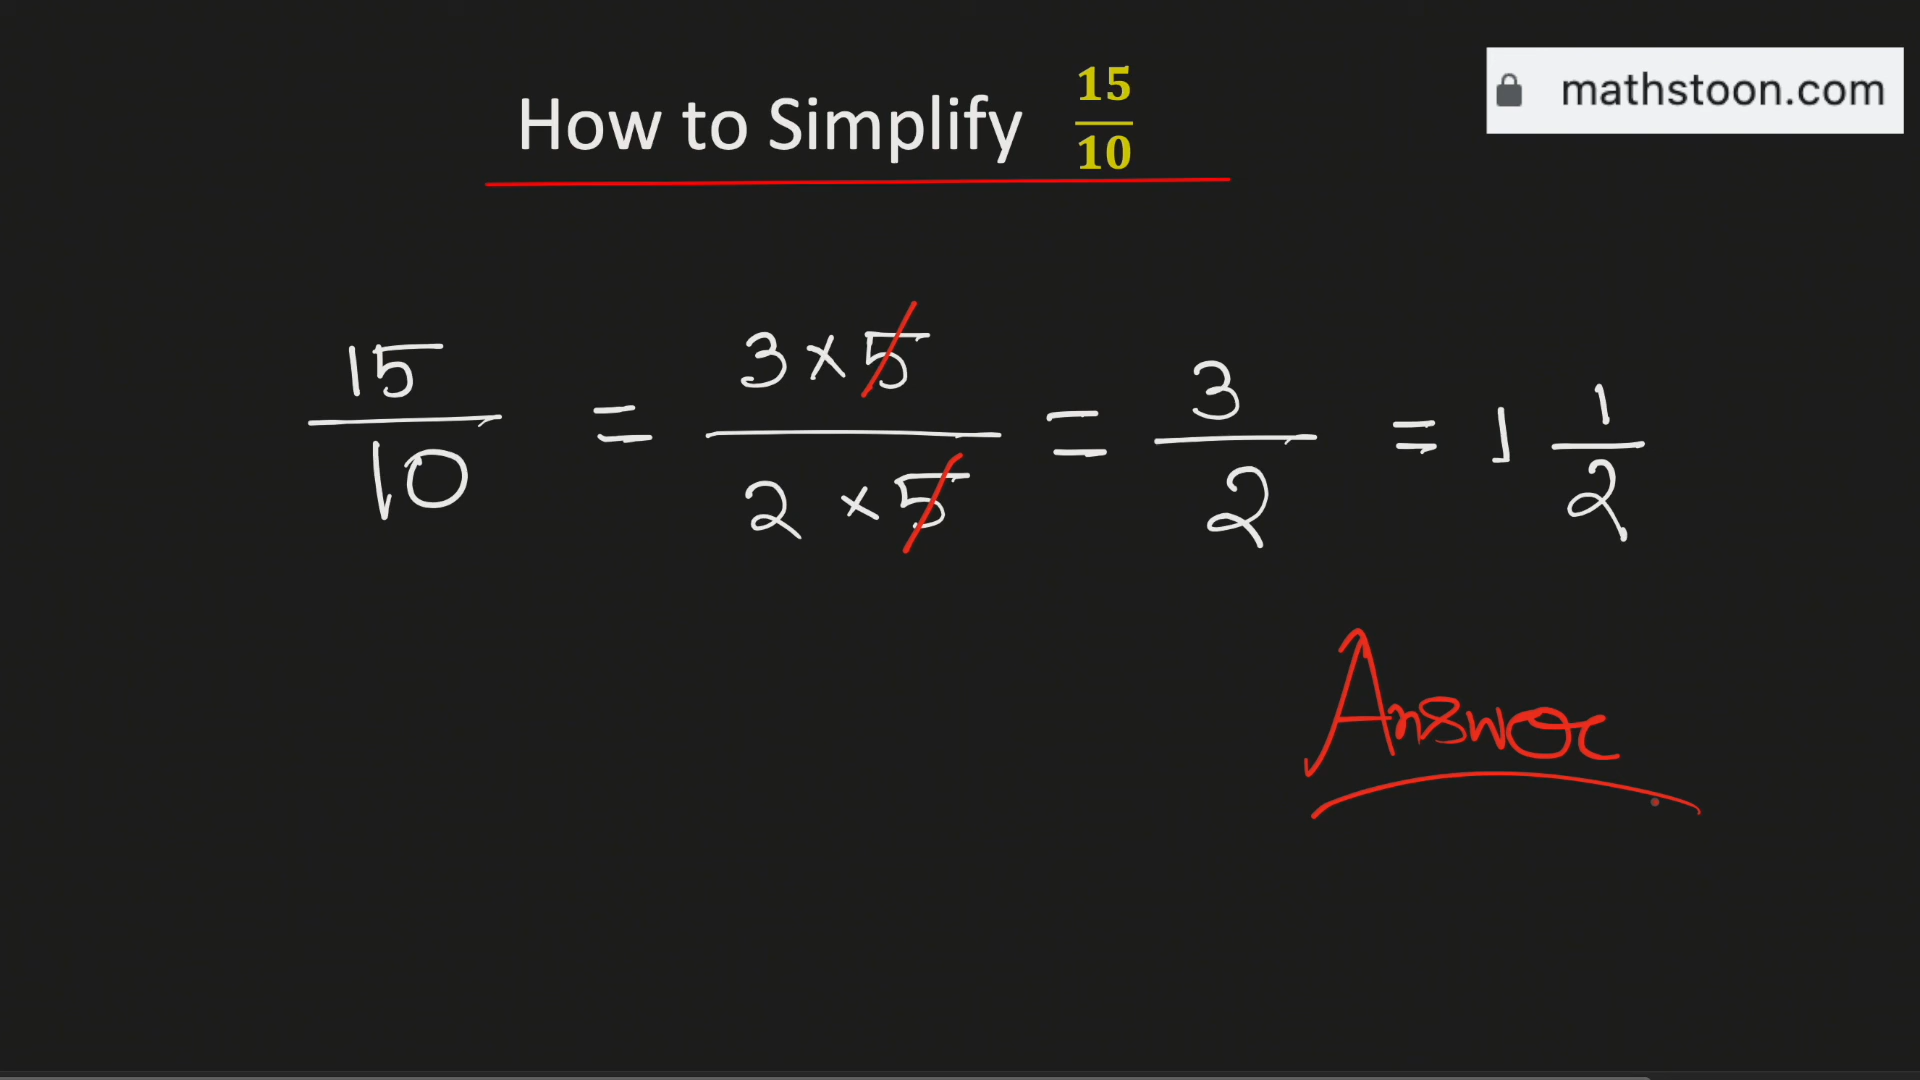 How to Simplify 15/10
mathstoon.com
15/10 = 3 × 5 / 2 × 5 = 3/2 = 1 1/2
Answer